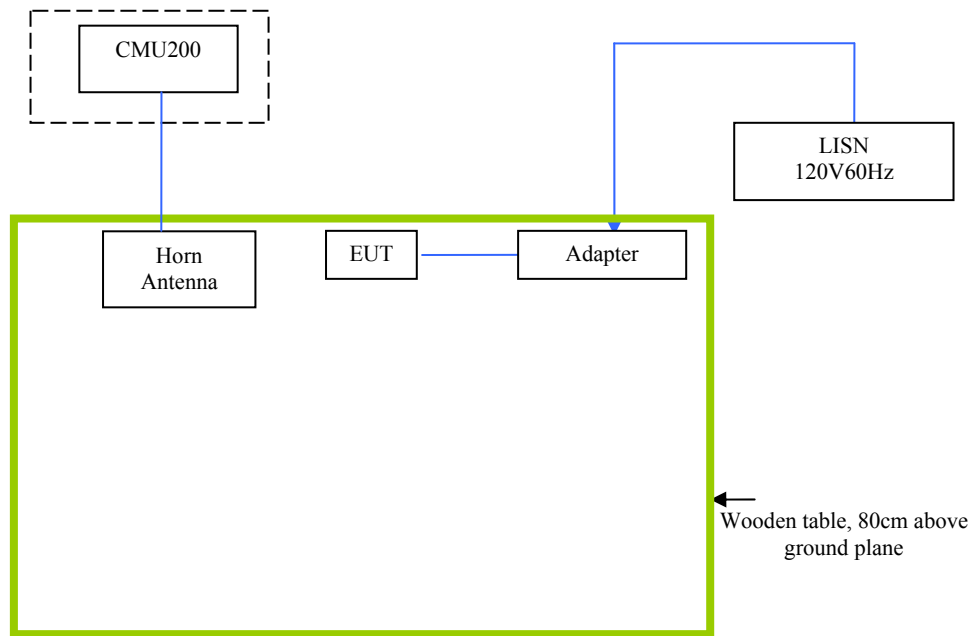 CMU200
LISN
120V60Hz
Horn
Antenna
EUT
Adapter
Wooden table, 80cm above
ground plane